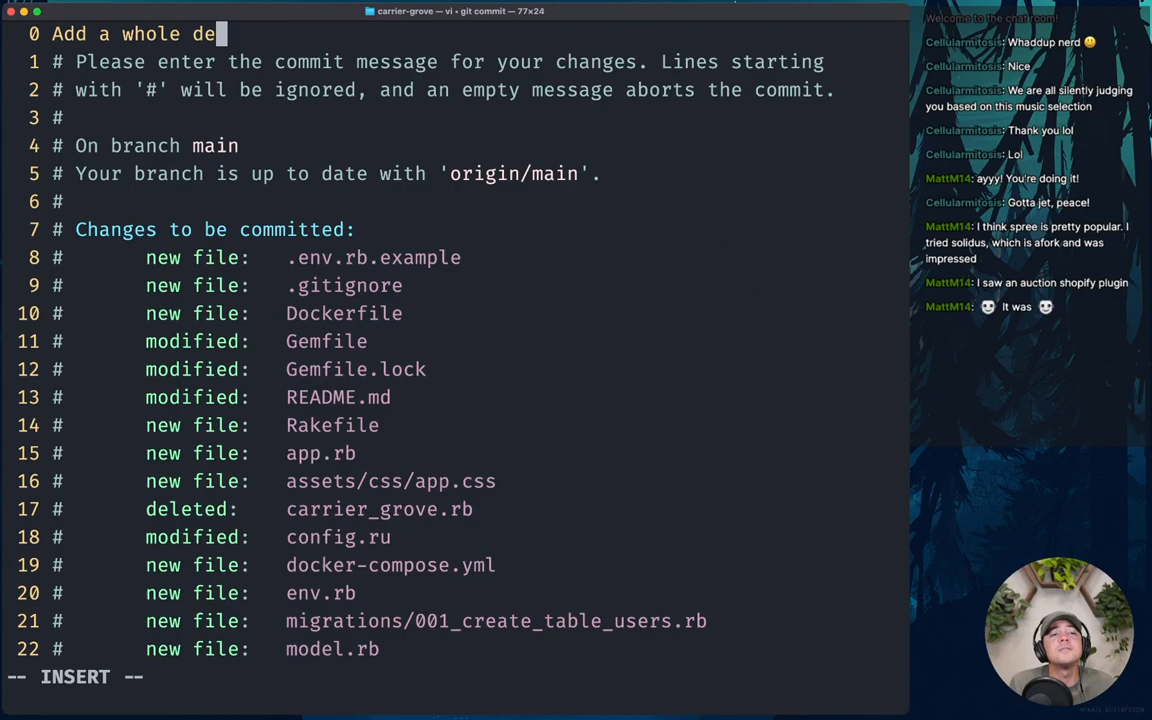 carrier-grove — vi • git commit — 77×24
0 Add a whole de
1 # Please enter the commit message for your changes. Lines starting
2 # with '#' will be ignored, and an empty message aborts the commit.
3 #
4 # On branch main
5 # Your branch is up to date with 'origin/main'.
6 #
7 # Changes to be committed:
8 # new file: .env.rb.example
9 # new file: .gitignore
10 # new file: Dockerfile
11 # modified: Gemfile
12 # modified: Gemfile.lock
13 # modified: README.md
14 # new file: Rakefile
15 # new file: app.rb
16 # new file: assets/css/app.css
17 # deleted: carrier_grove.rb
18 # modified: config.ru
19 # new file: docker-compose.yml
20 # new file: env.rb
21 # new file: migrations/001_create_table_users.rb
22 # new file: model.rb
-- INSERT --
Welcome to the chat room!
Cellularmitosis: Whaddup nerd 😃
Cellularmitosis: Nice
Cellularmitosis: We are all silently judging
you based on this music selection
Cellularmitosis: Thank you lol
Cellularmitosis: Lol
MattM14: ayyy! You're doing it!
Cellularmitosis: Gotta jet, peace!
MattM14: I think spree is pretty popular. I
tried solidus, which is afork and was
impressed
MattM14: I saw an auction shopify plugin
MattM14: It was
MIKAEL GUSTAFSSON